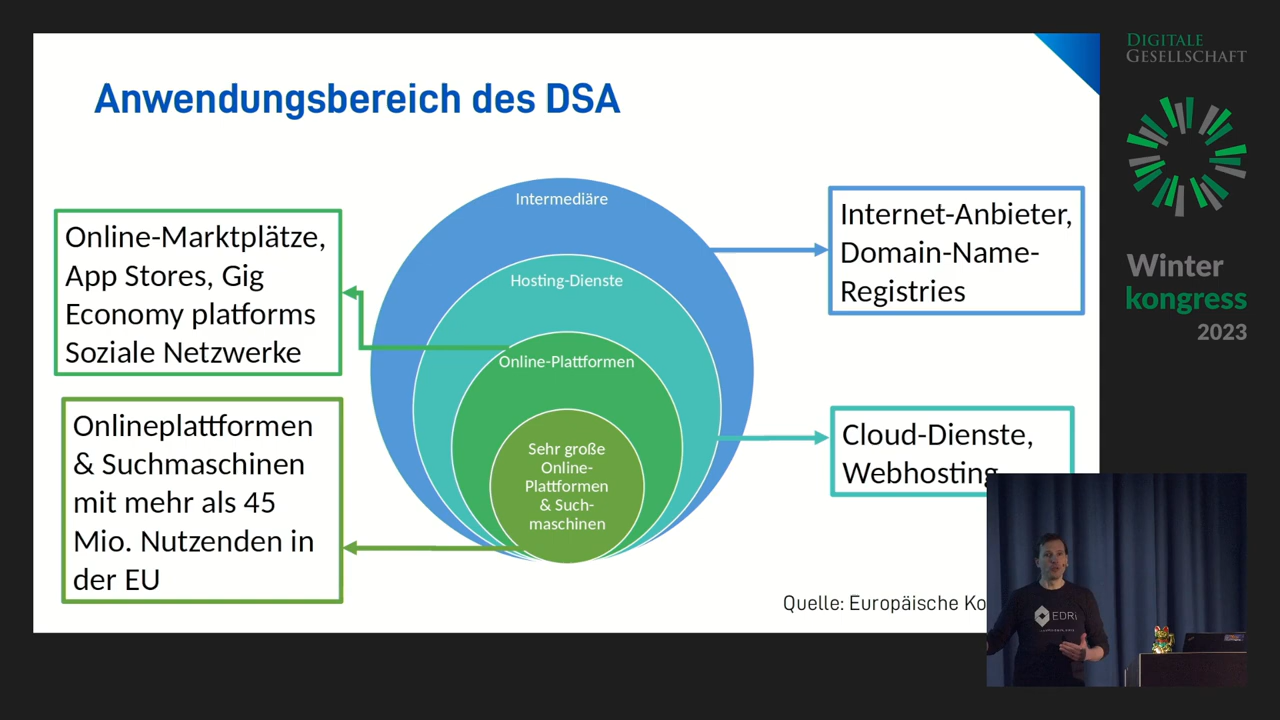 Anwendungsbereich des DSA
Online-Marktplätze,
App Stores, Gig
Economy platforms
Soziale Netzwerke
Onlineplattformen
& Suchmaschinen
mit mehr als 45
Mio. Nutzenden in
der EU
Intermediäre
Hosting-Dienste
Online-Plattformen
Sehr große
Online-
Plattformen
& Such-
maschinen
Internet-Anbieter,
Domain-Name-
Registries
Cloud-Dienste,
Webhosting
Quelle: Europäische
DIGITALE
GESELLSCHAFT
Winter
kongress
2023
EDRi